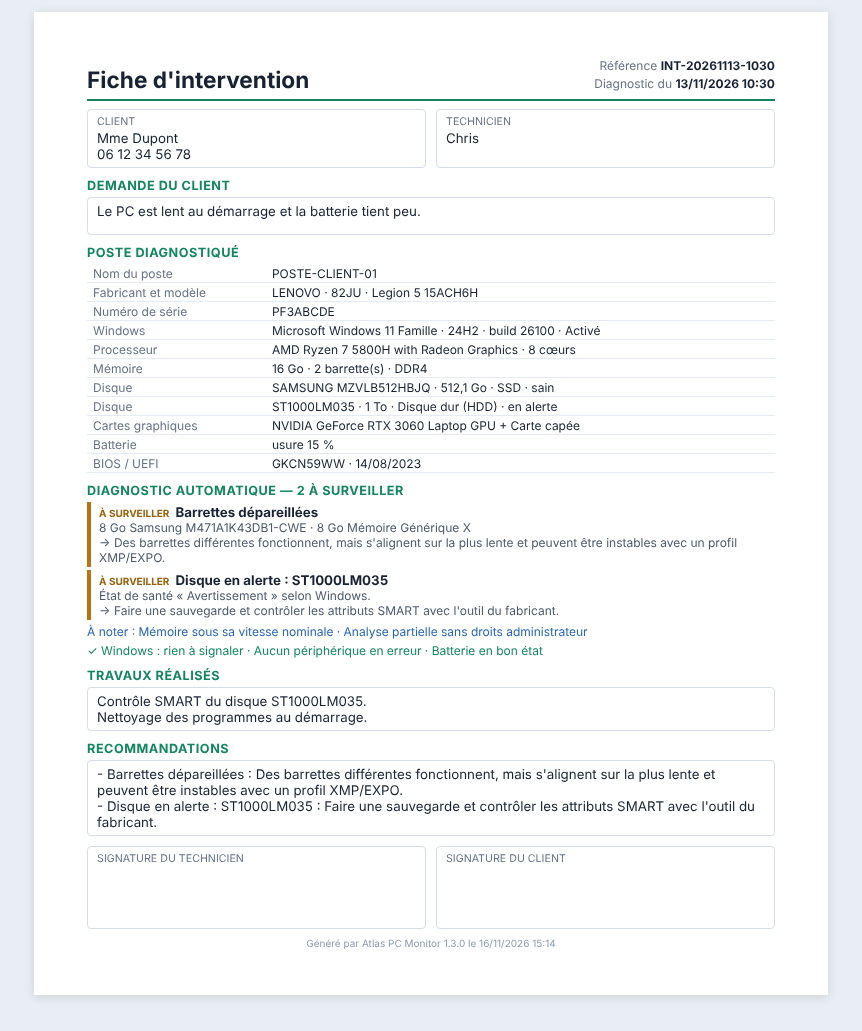 Fiche d'intervention
Référence INT-20261113-1030
Diagnostic du 13/11/2026 10:30
CLIENT
Mme Dupont
06 12 34 56 78
TECHNICIEN
Chris
DEMANDE DU CLIENT
Le PC est lent au démarrage et la batterie tient peu.
POSTE DIAGNOSTIQUÉ
Nom du poste POSTE-CLIENT-01
Fabricant et modèle LENOVO · 82JU · Legion 5 15ACH6H
Numéro de série PF3ABCDE
Windows Microsoft Windows 11 Famille · 24H2 · build 26100 · Activé
Processeur AMD Ryzen 7 5800H with Radeon Graphics · 8 cœurs
Mémoire 16 Go · 2 barrette(s) · DDR4
Disque SAMSUNG MZVLB512HBJQ · 512,1 Go · SSD · sain
Disque ST1000LM035 · 1 To · Disque dur (HDD) · en alerte
Cartes graphiques NVIDIA GeForce RTX 3060 Laptop GPU + Carte capée
Batterie usure 15 %
BIOS / UEFI GKCN59WW · 14/08/2023
DIAGNOSTIC AUTOMATIQUE — 2 À SURVEILLER
À SURVEILLER Barrettes dépareillées
8 Go Samsung M471A1K43DB1-CWE · 8 Go Mémoire Générique X
→ Des barrettes différentes fonctionnent, mais s'alignent sur la plus lente et peuvent être instables avec un profil
XMP/EXPO.
À SURVEILLER Disque en alerte : ST1000LM035
État de santé « Avertissement » selon Windows.
→ Faire une sauvegarde et contrôler les attributs SMART avec l'outil du fabricant.
À noter : Mémoire sous sa vitesse nominale · Analyse partielle sans droits administrateur
✓ Windows : rien à signaler · Aucun périphérique en erreur · Batterie en bon état
TRAVAUX RÉALISÉS
Contrôle SMART du disque ST1000LM035.
Nettoyage des programmes au démarrage.
RECOMMANDATIONS
- Barrettes dépareillées : Des barrettes différentes fonctionnent, mais s'alignent sur la plus lente et
peuvent être instables avec un profil XMP/EXPO.
- Disque en alerte : ST1000LM035 : Faire une sauvegarde et contrôler les attributs SMART avec l'outil du
fabricant.
SIGNATURE DU TECHNICIEN
SIGNATURE DU CLIENT
Généré par Atlas PC Monitor 1.3.0 le 16/11/2026 15:14